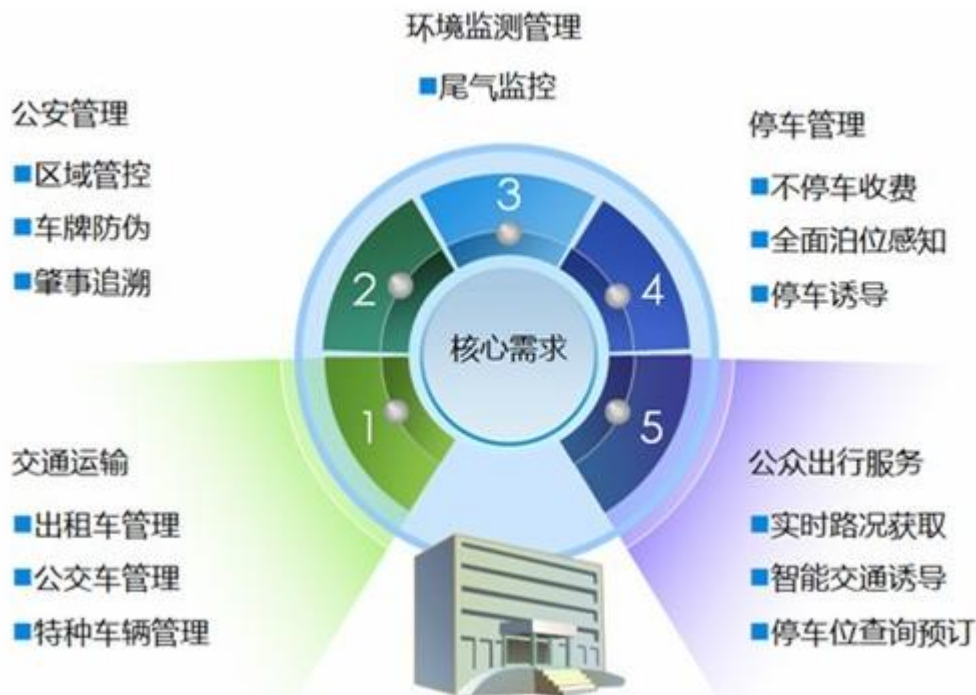 环境监测管理
尾气监控
公安管理
区域管控
车牌防伪
肇事追溯
停车管理
不停车收费
全面泊位感知
停车诱导
3
2
4
核心需求
1
5
交通运输
出租车管理
公交车管理
特种车辆管理
公众出行服务
实时路况获取
智能交通诱导
停车位查询预订